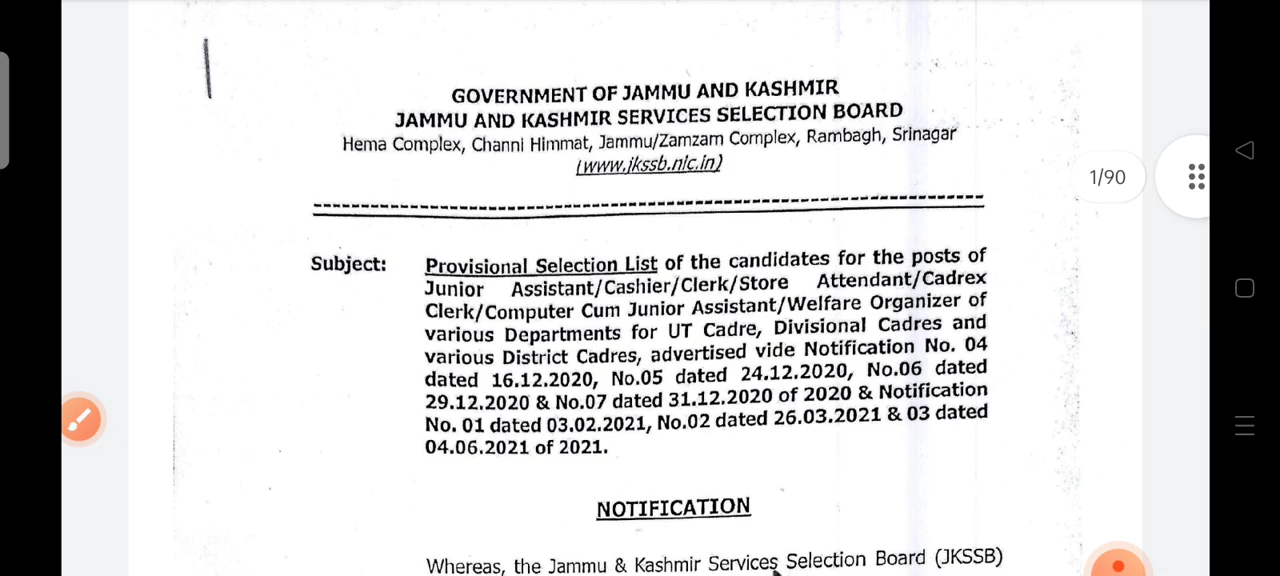 GOVERNMENT OF JAMMU AND KASHMIR
JAMMU AND KASHMIR SERVICES SELECTION BOARD
Hema Complex, Channi Himmat, Jammu/Zamzam Complex, Rambagh, Srinagar
(www.jkssb.nic.in)
1/90
Subject: Provisional Selection List of the candidates for the posts of
Junior Assistant/Cashier/Clerk/Store Attendant/Cadrex
Clerk/Computer Cum Junior Assistant/Welfare Organizer of
various Departments for UT Cadre, Divisional Cadres and
various District Cadres, advertised vide Notification No. 04
dated 16.12.2020, No.05 dated 24.12.2020, No.06 dated
29.12.2020 & No.07 dated 31.12.2020 of 2020 & Notification
No. 01 dated 03.02.2021, No.02 dated 26.03.2021 & 03 dated
04.06.2021 of 2021.
NOTIFICATION
Whereas, the Jammu & Kashmir Services Selection Board (JKSSB)